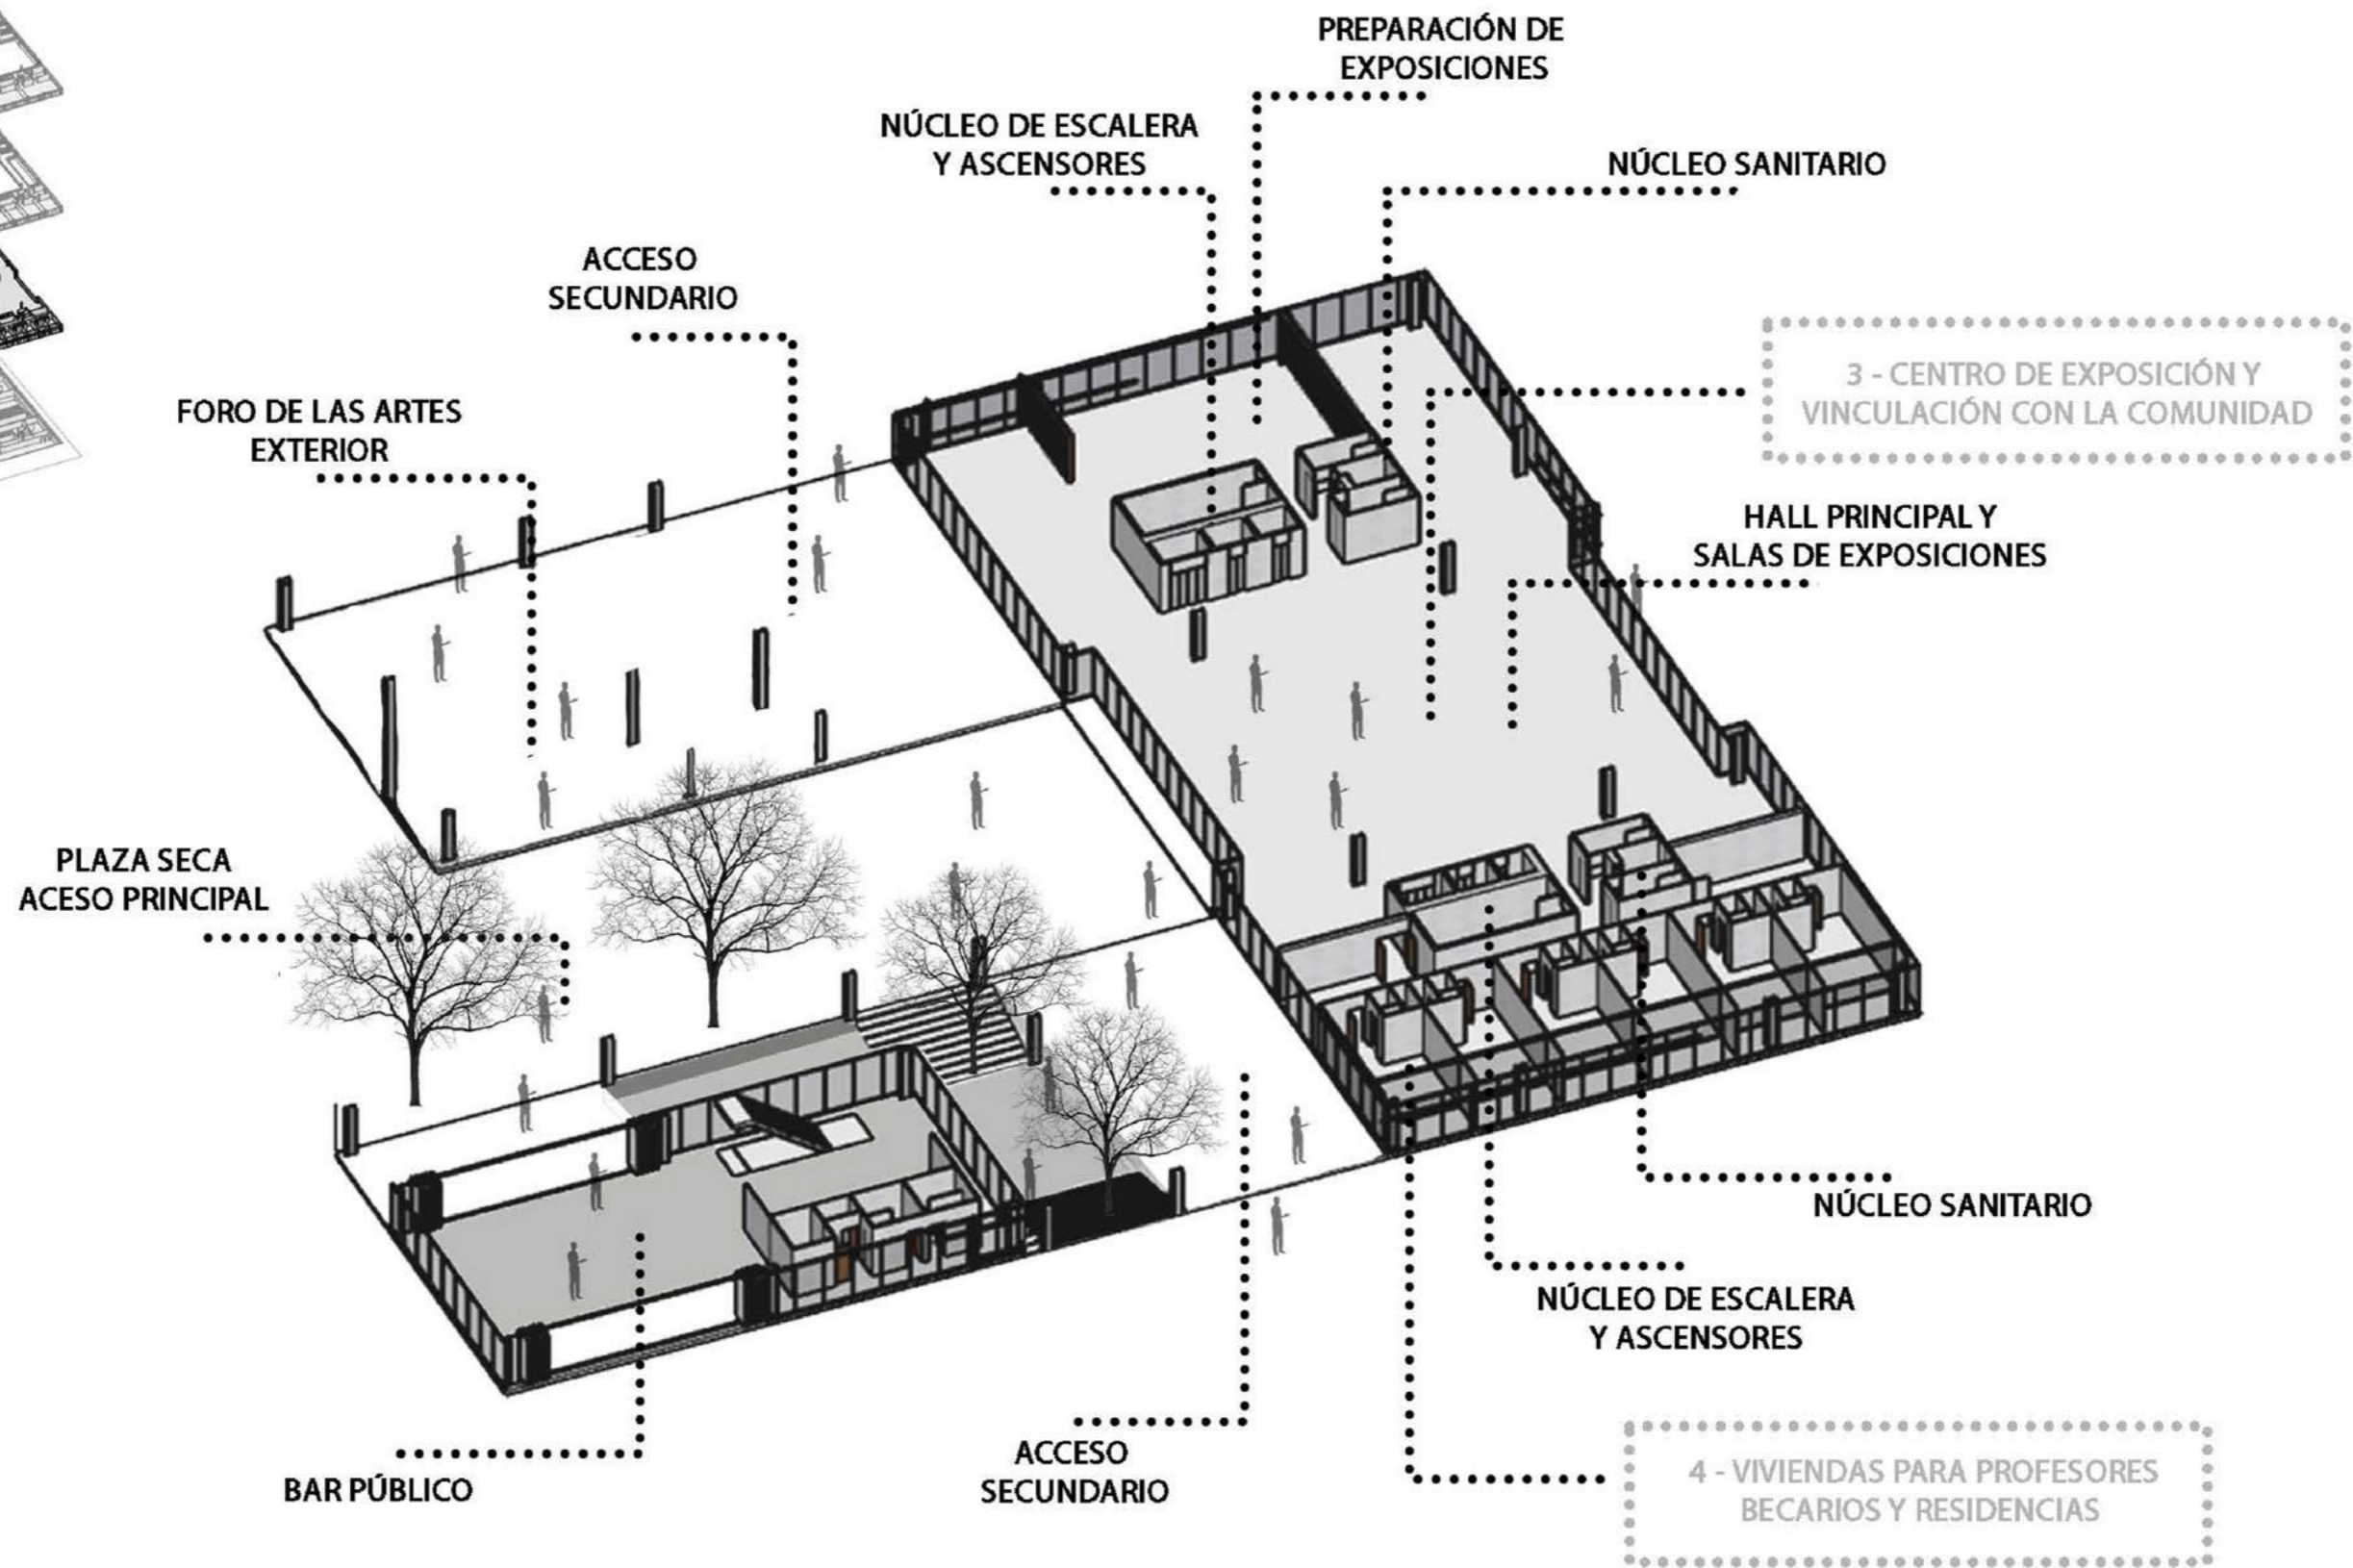 PREPARACIÓN DE
EXPOSICIONES
NÚCLEO DE ESCALERA
Y ASCENSORES
NÚCLEO SANITARIO
ACCESO
SECUNDARIO
3 - CENTRO DE EXPOSICIÓN Y
VINCULACIÓN CON LA COMUNIDAD
FORO DE LAS ARTES
EXTERIOR
HALL PRINCIPAL Y
SALAS DE EXPOSICIONES
PLAZA SECA
ACESO PRINCIPAL
NÚCLEO SANITARIO
NÚCLEO DE ESCALERA
Y ASCENSORES
ACCESO
SECUNDARIO
BAR PÚBLICO
4 - VIVIENDAS PARA PROFESORES
BECARIOS Y RESIDENCIAS